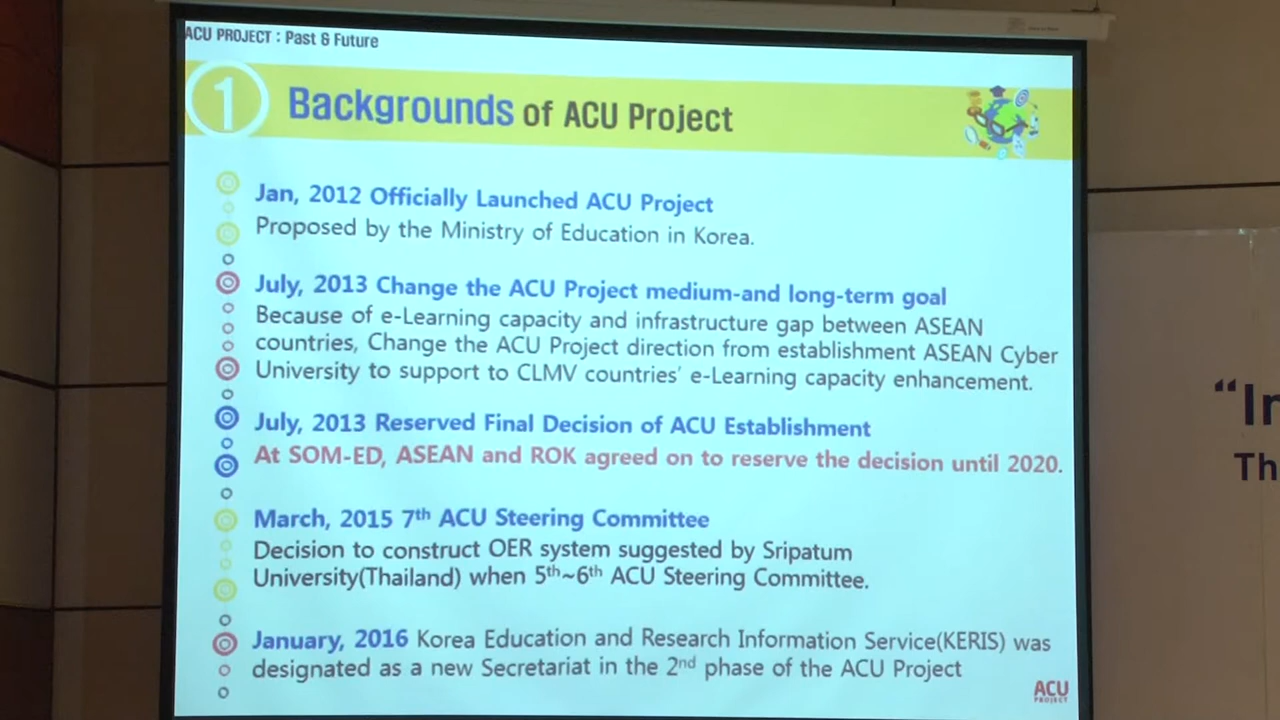 ACU PROJECT : Past & Future
1
Backgrounds of ACU Project
Jan, 2012 Officially Launched ACU Project
Proposed by the Ministry of Education in Korea.
July, 2013 Change the ACU Project medium-and long-term goal
Because of e-Learning capacity and infrastructure gap between ASEAN
countries, Change the ACU Project direction from establishment ASEAN Cyber
University to support to CLMV countries' e-Learning capacity enhancement.
July, 2013 Reserved Final Decision of ACU Establishment
At SOM-ED, ASEAN and ROK agreed on to reserve the decision until 2020.
March, 2015 7th ACU Steering Committee
Decision to construct OER system suggested by Sripatum
University(Thailand) when 5th~6th ACU Steering Committee.
January, 2016 Korea Education and Research Information Service(KERIS) was
designated as a new Secretariat in the 2nd phase of the ACU Project
ACU
PROJECT